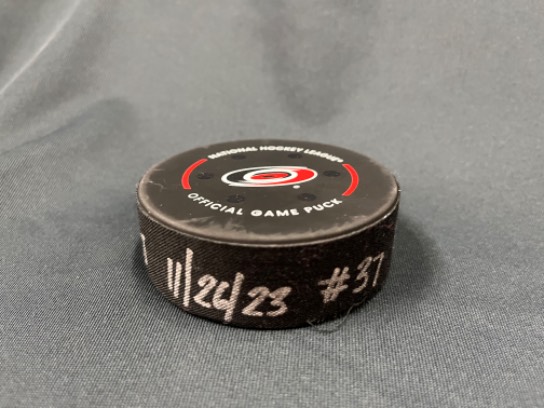 NATIONAL HOCKEY LEAGUE®
OFFICIAL GAME PUCK
11/26/23 #37